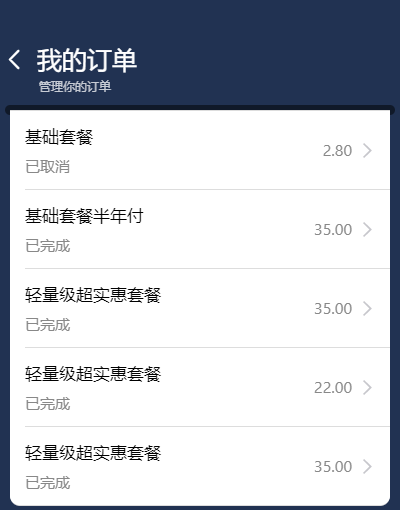 我的订单
管理你的订单
基础套餐
2.80
已取消
基础套餐半年付
35.00
已完成
轻量级超实惠套餐
35.00
已完成
轻量级超实惠套餐
22.00
已完成
轻量级超实惠套餐
35.00
已完成